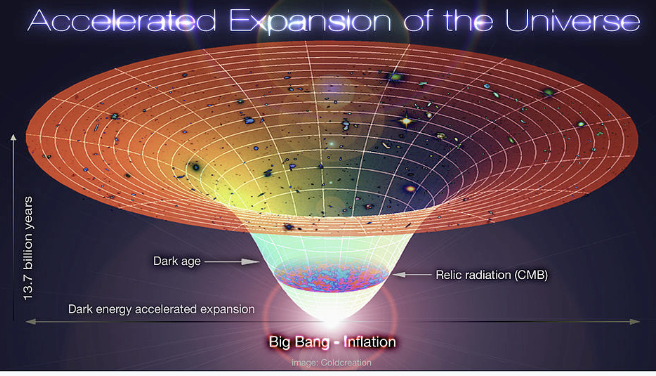 Accelerated Expansion of the Universe
13.7 billion years
Dark age
Relic radiation (CMB)
Dark energy accelerated expansion
Big Bang - Inflation
Image: Coldcreation